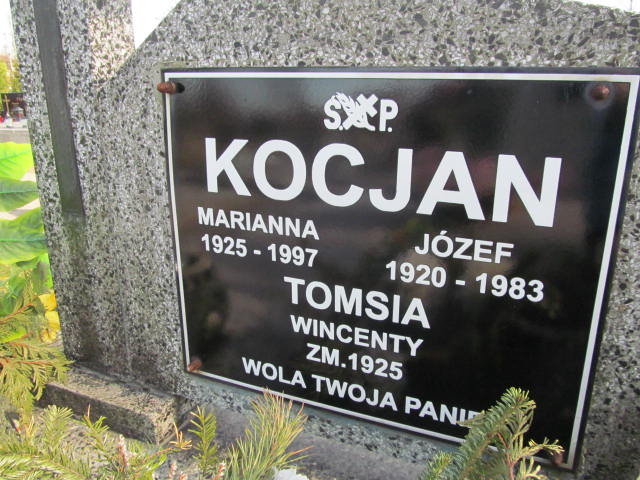 Ś.P.
KOCJAN
MARIANNA
1925 - 1997
JÓZEF
1920 - 1983
TOMSIA
WINCENTY
ZM.1925
WOLA TWOJA